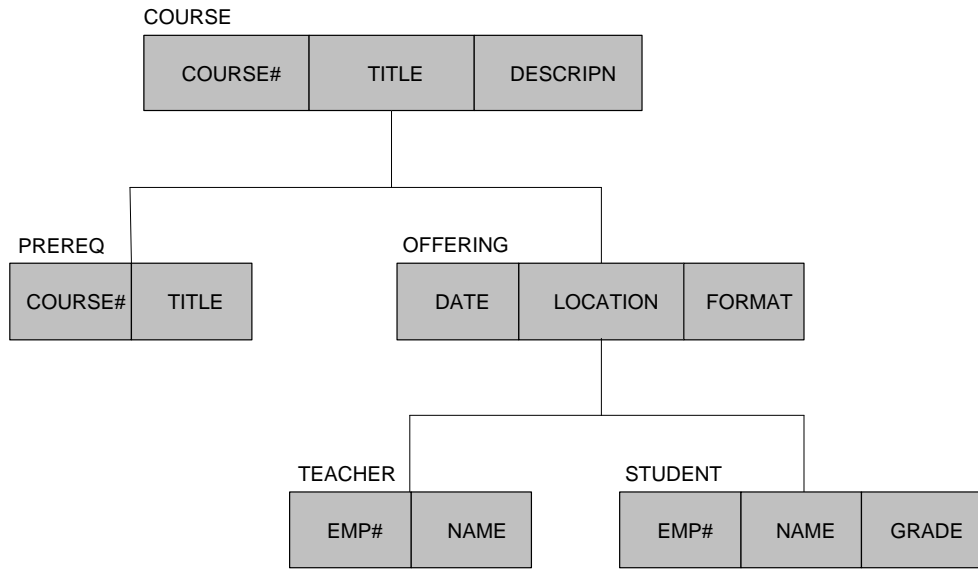 COURSE
COURSE# TITLE DESCRIPN
PREREQ OFFERING
COURSE# TITLE DATE LOCATION FORMAT
TEACHER STUDENT
EMP# NAME EMP# NAME GRADE